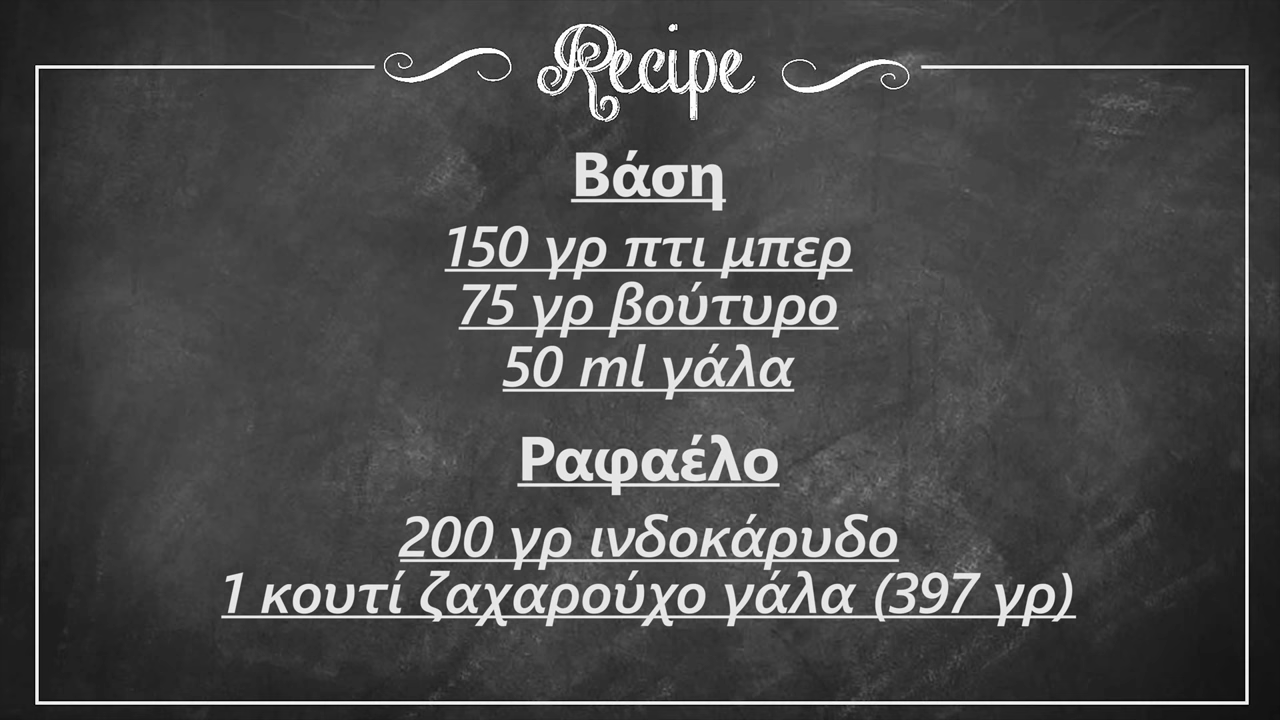 Recipe
Βάση
150 γρ πτι μπερ
75 γρ βούτυρο
50 ml γάλα
Ραφαέλο
200 γρ ινδοκάρυδο
1 κουτί ζαχαρούχο γάλα (397 γρ)